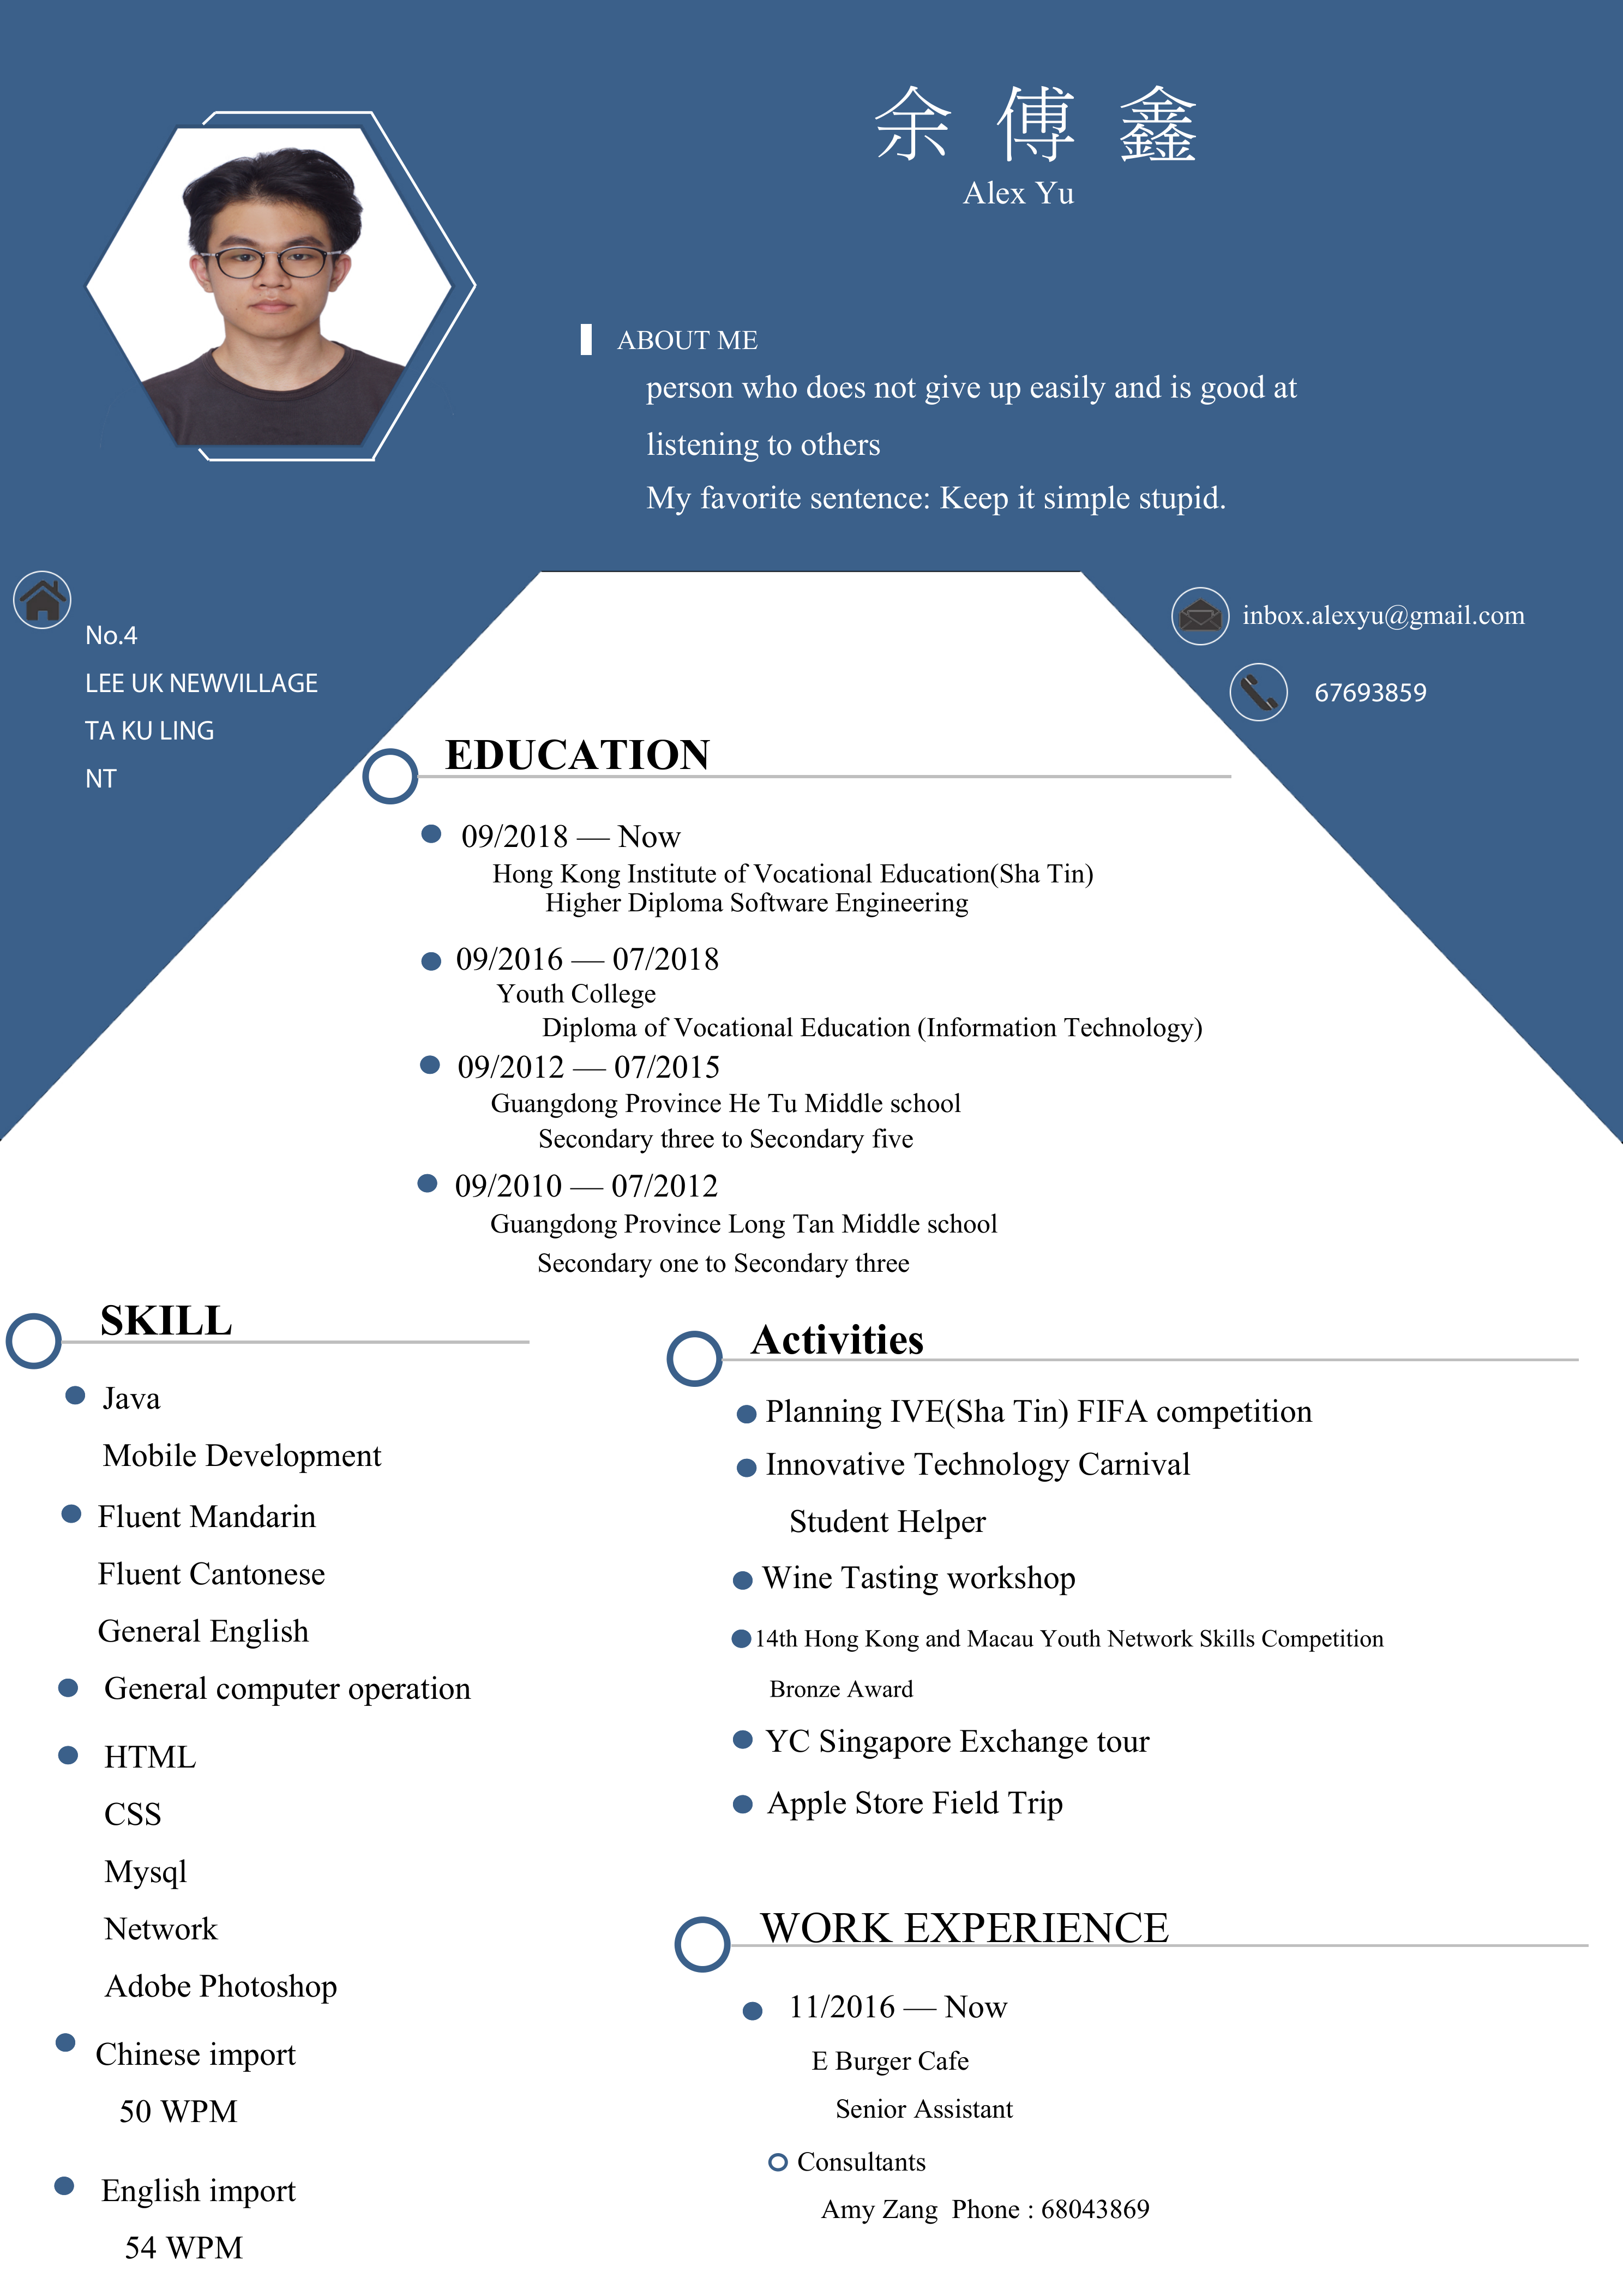 余 傅 鑫
Alex Yu
ABOUT ME
person who does not give up easily and is good at
listening to others
My favorite sentence: Keep it simple stupid.
No.4
LEE UK NEWVILLAGE
TA KU LING
NT
inbox.alexyu@gmail.com
67693859
EDUCATION
09/2018 — Now
Hong Kong Institute of Vocational Education(Sha Tin)
Higher Diploma Software Engineering
09/2016 — 07/2018
Youth College
Diploma of Vocational Education (Information Technology)
09/2012 — 07/2015
Guangdong Province He Tu Middle school
Secondary three to Secondary five
09/2010 — 07/2012
Guangdong Province Long Tan Middle school
Secondary one to Secondary three
SKILL
Java
Mobile Development
Fluent Mandarin
Fluent Cantonese
General English
General computer operation
HTML
CSS
Mysql
Network
Adobe Photoshop
Chinese import
50 WPM
English import
54 WPM
Activities
Planning IVE(Sha Tin) FIFA competition
Innovative Technology Carnival
Student Helper
Wine Tasting workshop
14th Hong Kong and Macau Youth Network Skills Competition
Bronze Award
YC Singapore Exchange tour
Apple Store Field Trip
WORK EXPERIENCE
11/2016 — Now
E Burger Cafe
Senior Assistant
Consultants
Amy Zang  Phone : 68043869